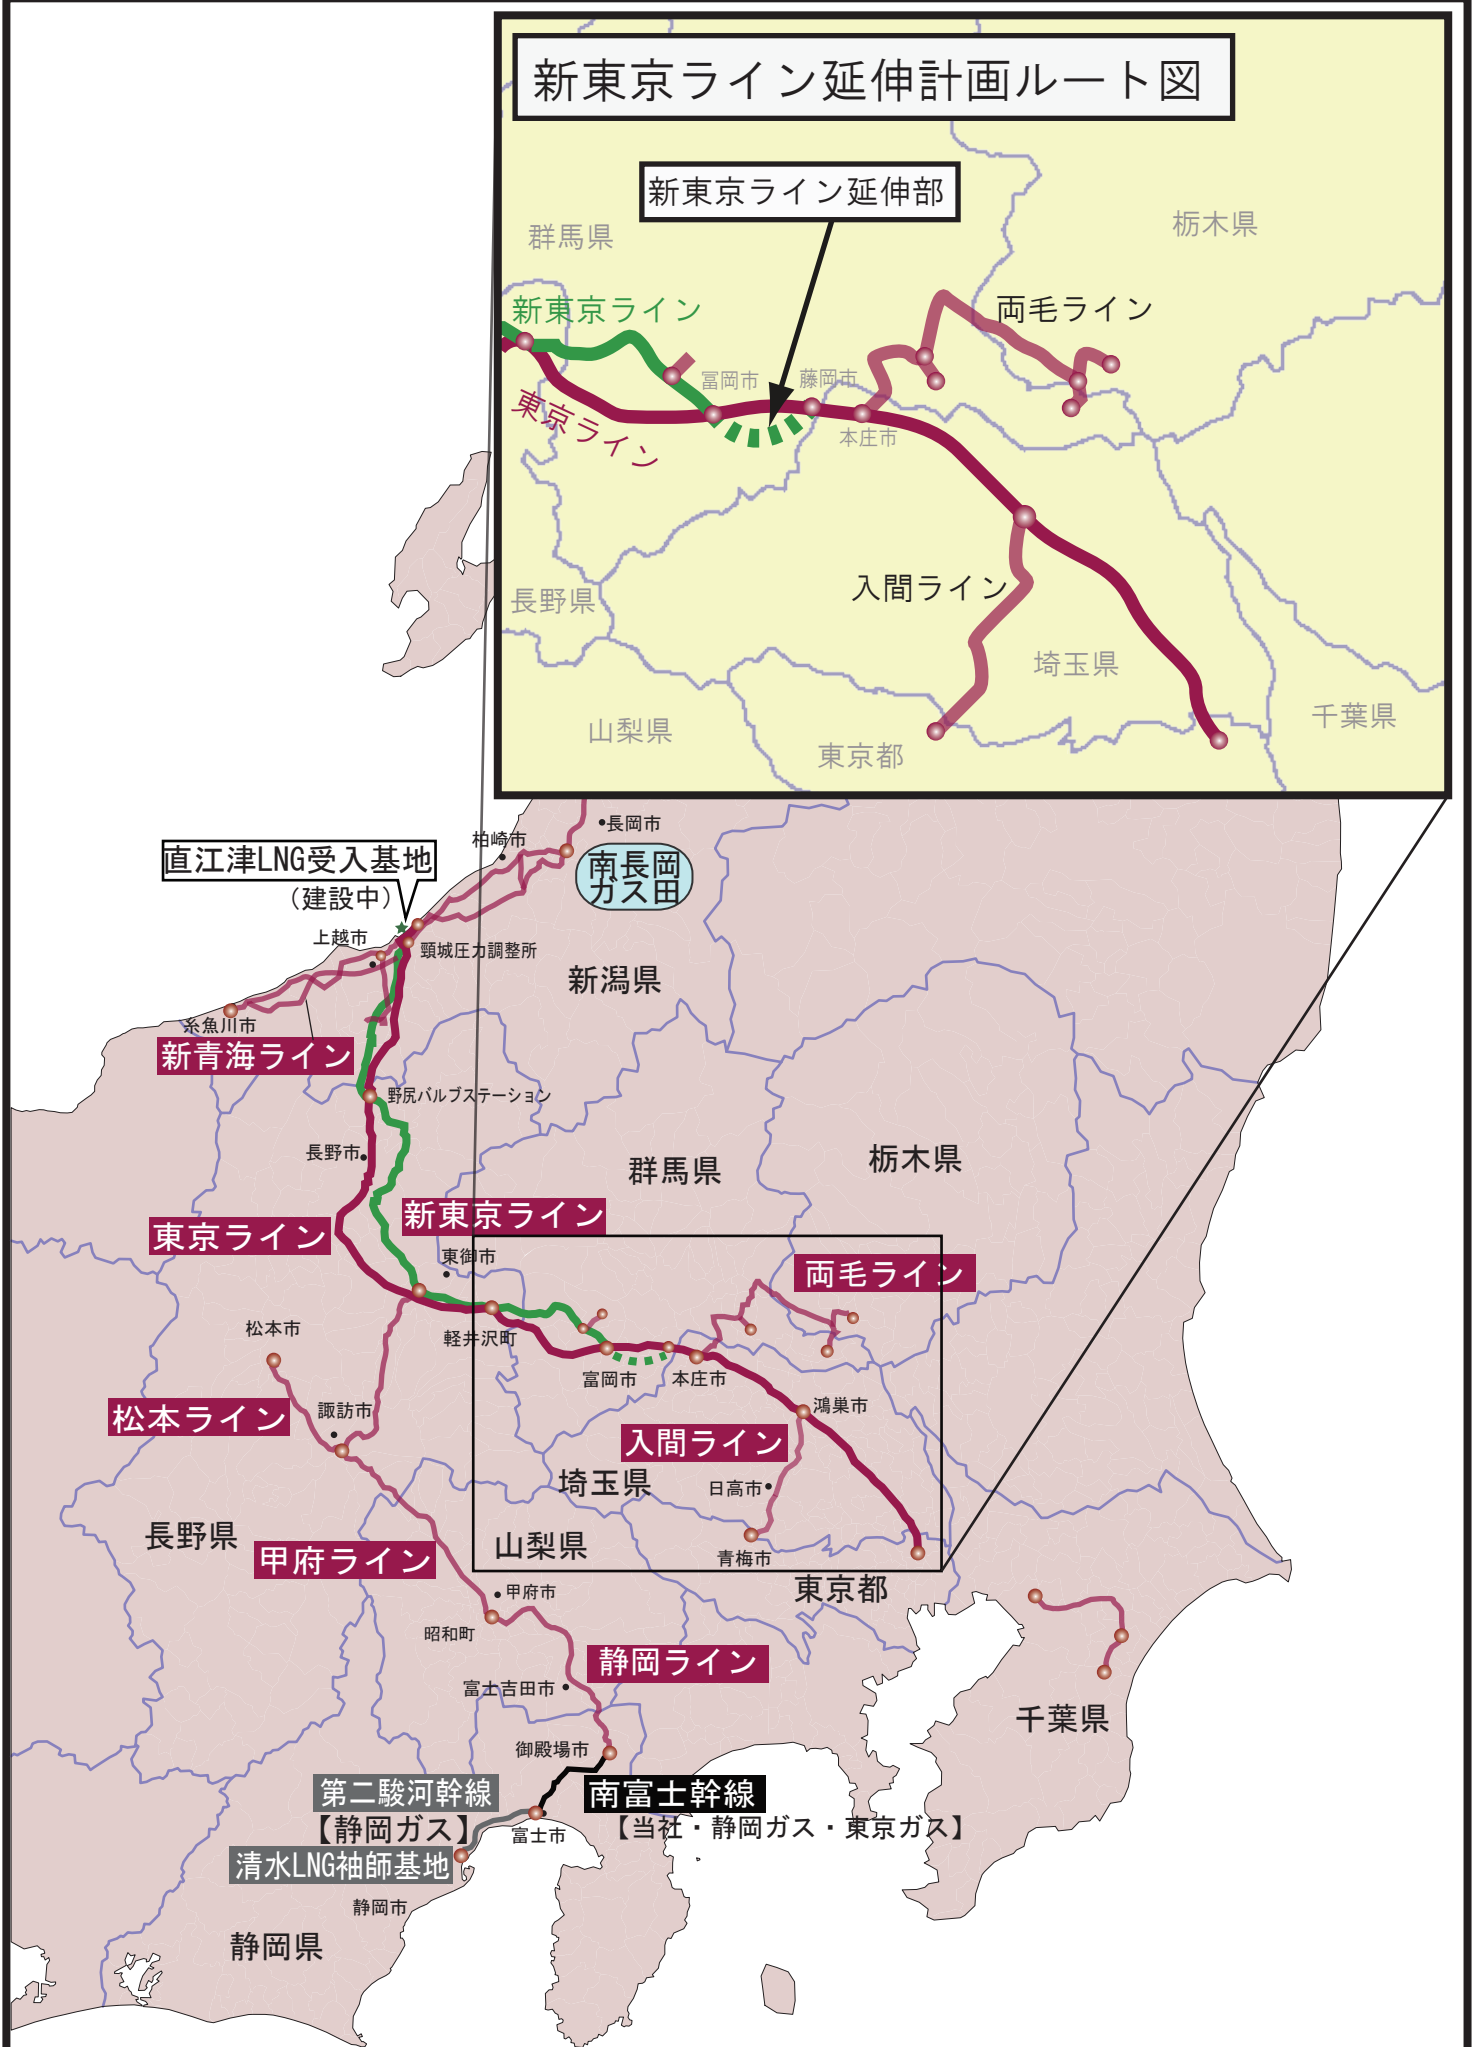 新東京ライン延伸計画ルート図
新東京ライン延伸部
群馬県
栃木県
新東京ライン
両毛ライン
富岡市
藤岡市
東京ライン
本庄市
入間ライン
長野県
埼玉県
山梨県
東京都
千葉県
長岡市
柏崎市
直江津LNG受入基地
(建設中)
南長岡
ガス田
上越市
頸城圧力調整所
新潟県
糸魚川市
新青海ライン
野尻バルブステーション
長野市
群馬県
栃木県
新東京ライン
東京ライン
東御市
両毛ライン
松本市
軽井沢町
富岡市
本庄市
松本ライン
諏訪市
鴻巣市
入間ライン
埼玉県
日高市
長野県
山梨県
甲府ライン
青梅市
東京都
甲府市
昭和町
静岡ライン
富士吉田市
千葉県
御殿場市
第二駿河幹線
【静岡ガス】
南富士幹線
【当社・静岡ガス・東京ガス】
富士市
清水LNG袖師基地
静岡市
静岡県